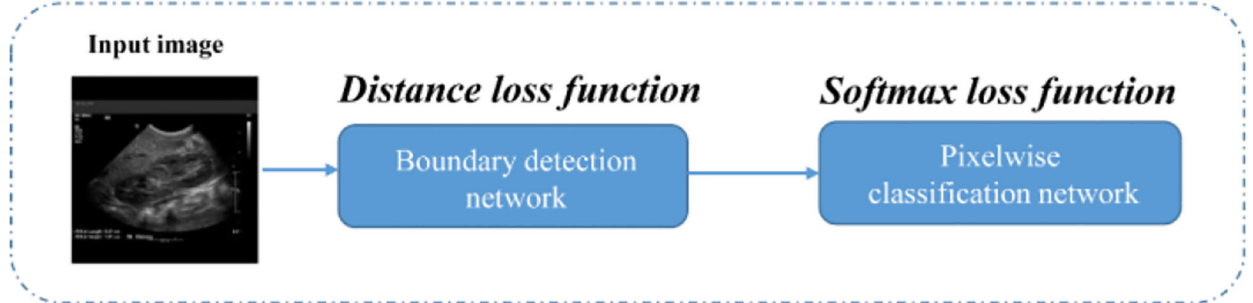 Input image
Distance loss function
Softmax loss function
Boundary detection
network
Pixelwise
classification network